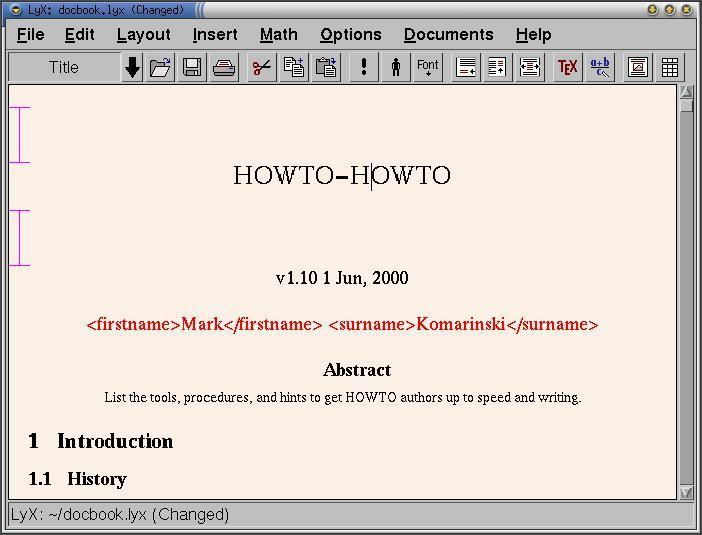 LyX: docbook.lyx (Changed)
File Edit Layout Insert Math Options Documents Help
Title ! Font TEX a+b c
HOWTO-HOWTO
v1.10 1 Jun, 2000
<firstname>Mark</firstname> <surname>Komarinski</surname>
Abstract
List the tools, procedures, and hints to get HOWTO authors up to speed and writing.
1 Introduction
1.1 History
LyX: ~/docbook.lyx (Changed)